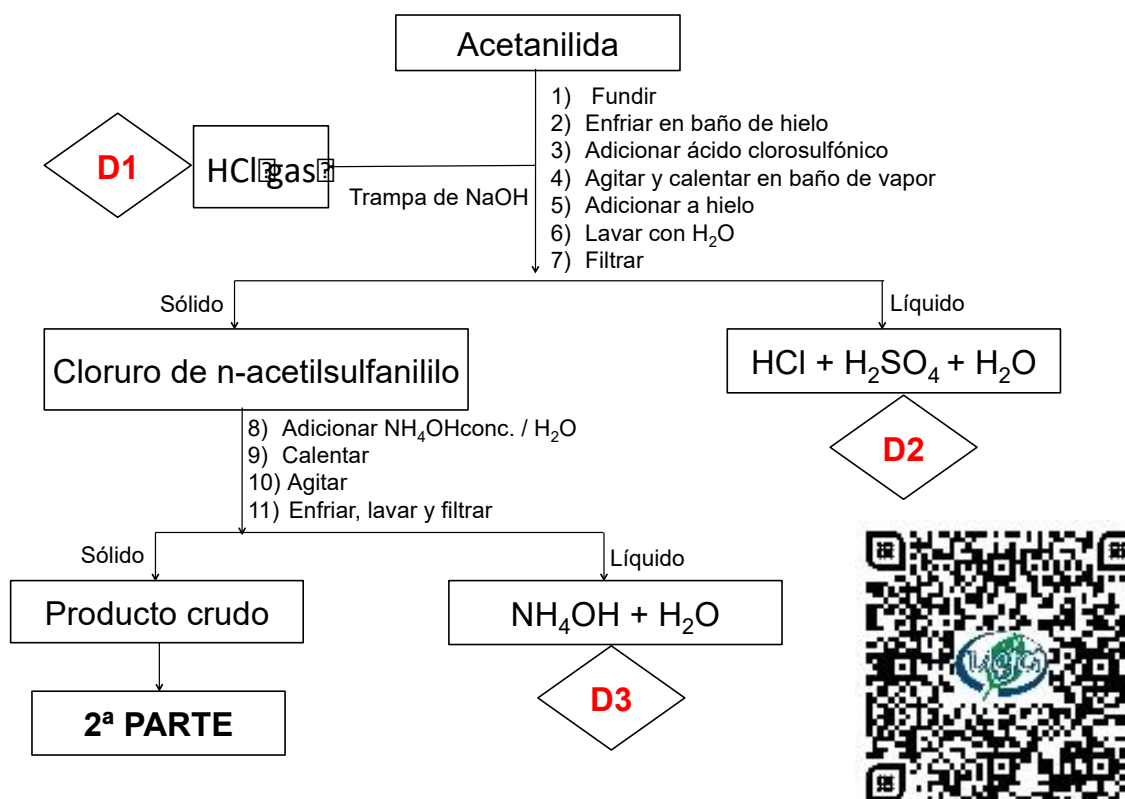 Acetanilida
1) Fundir
2) Enfriar en baño de hielo
3) Adicionar ácido clorosulfónico
4) Agitar y calentar en baño de vapor
5) Adicionar a hielo
6) Lavar con H₂O
7) Filtrar
D1
HCl gas
Trampa de NaOH
Sólido
Líquido
Cloruro de n-acetilsulfanililo
HCl + H₂SO₄ + H₂O
D2
8) Adicionar NH₄OHconc. / H₂O
9) Calentar
10) Agitar
11) Enfriar, lavar y filtrar
Sólido
Líquido
Producto crudo
NH₄OH + H₂O
D3
2ª PARTE